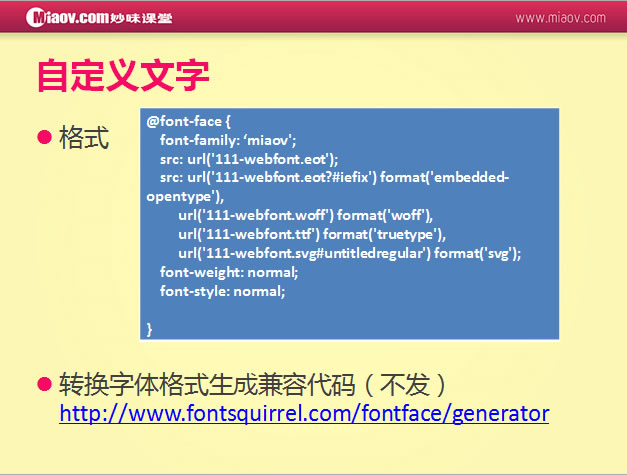 Miaov.com妙味课堂
www.miaov.com
自定义文字
格式
@font-face {
font-family: ‘miaov';
src: url('111-webfont.eot');
src: url('111-webfont.eot?#iefix') format('embedded-
opentype'),
url('111-webfont.woff') format('woff'),
url('111-webfont.ttf') format('truetype'),
url('111-webfont.svg#untitledregular') format('svg');
font-weight: normal;
font-style: normal;
}
转换字体格式生成兼容代码（不发）
http://www.fontsquirrel.com/fontface/generator